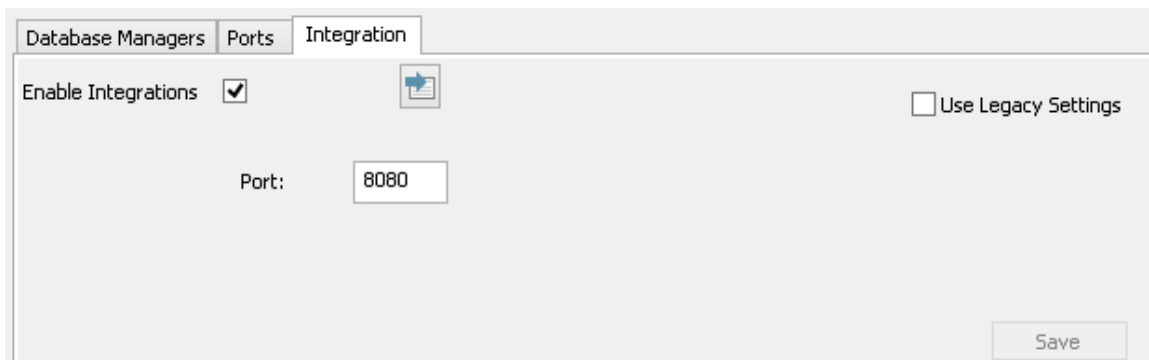 Database Managers Ports Integration
Enable Integrations
Use Legacy Settings
Port: 8080
Save